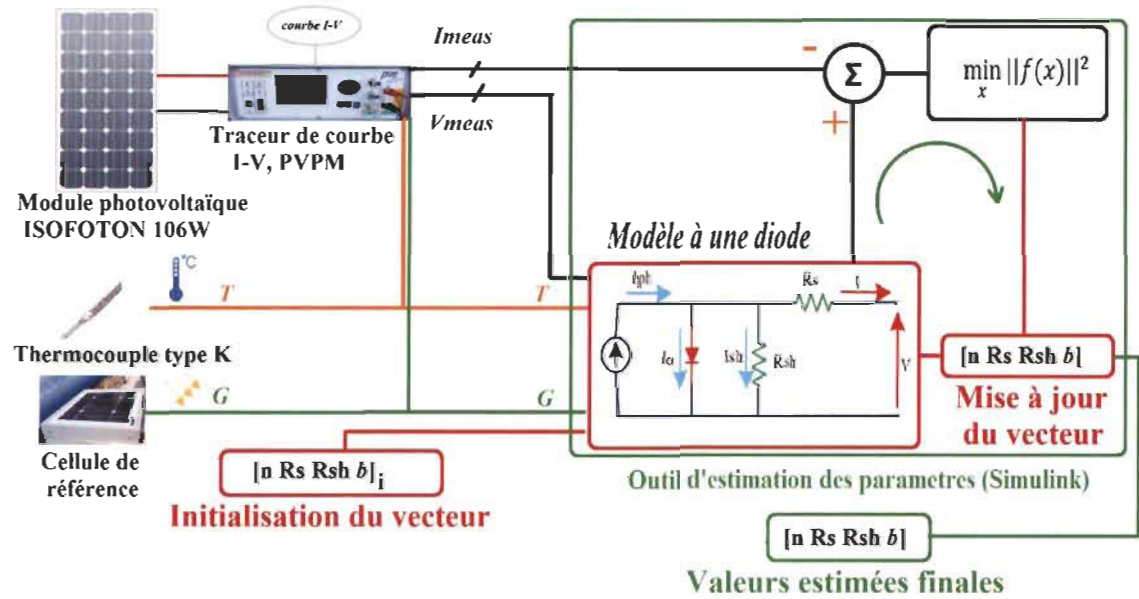 courbe I-V
Imeas
Vmeas
-
Σ
+
min ||f(x)||²
x
Traceur de courbe
I-V, PVPM
Module photovoltaïque
ISOFOTON 106W
Modèle à une diode
°C
T
T
Iph
Rs
I
Id
Ish
Rsh
V
Thermocouple type K
G
G
[n Rs Rsh b]
Mise à jour
du vecteur
Cellule de
référence
[n Rs Rsh b]i
Initialisation du vecteur
Outil d'estimation des parametres (Simulink)
[n Rs Rsh b]
Valeurs estimées finales